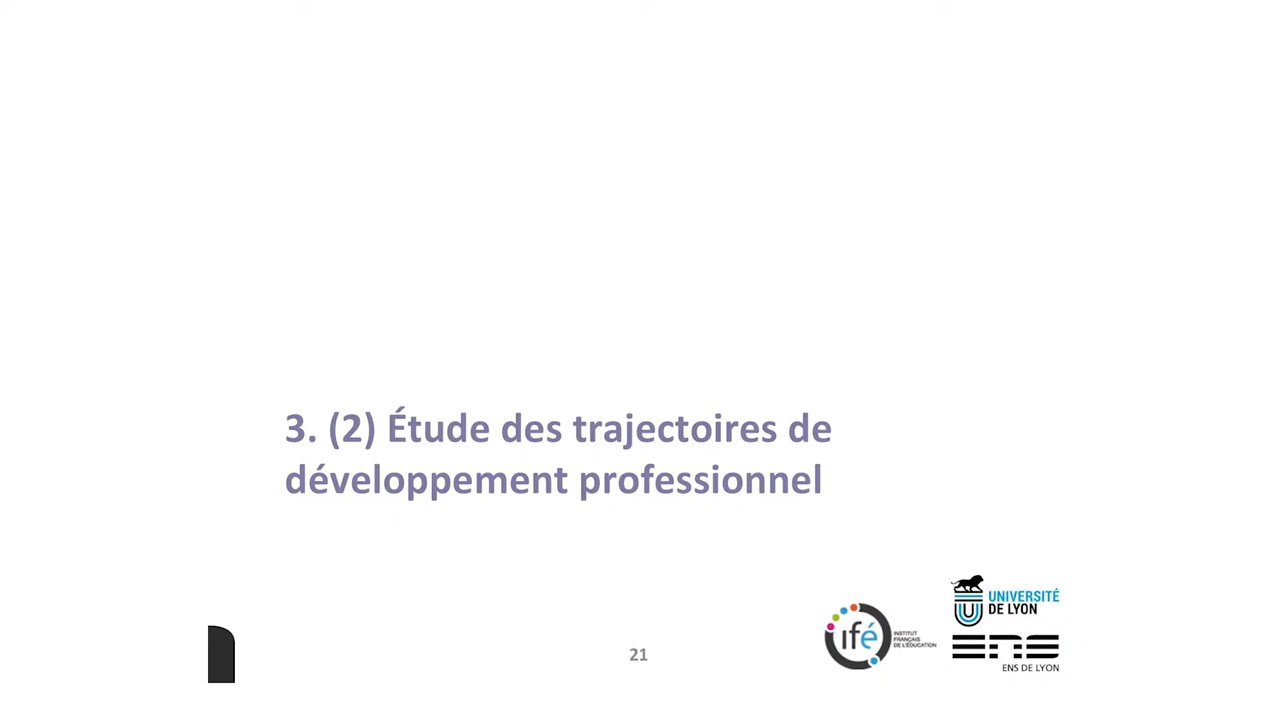 3. (2) Étude des trajectoires de
développement professionnel
UNIVERSITÉ
DE LYON
ifé
INSTITUT
FRANÇAIS
DE L'ÉDUCATION
ENS
ENS DE LYON
21